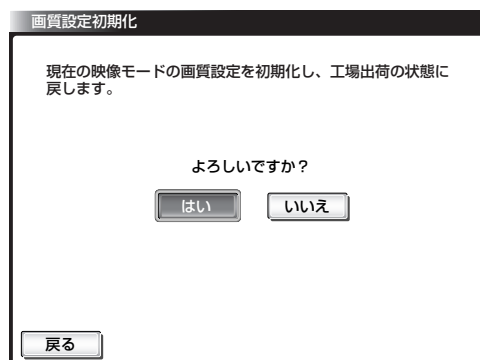 画質設定初期化
現在の映像モードの画質設定を初期化し、工場出荷の状態に
戻します。
よろしいですか？
はい いいえ
戻る